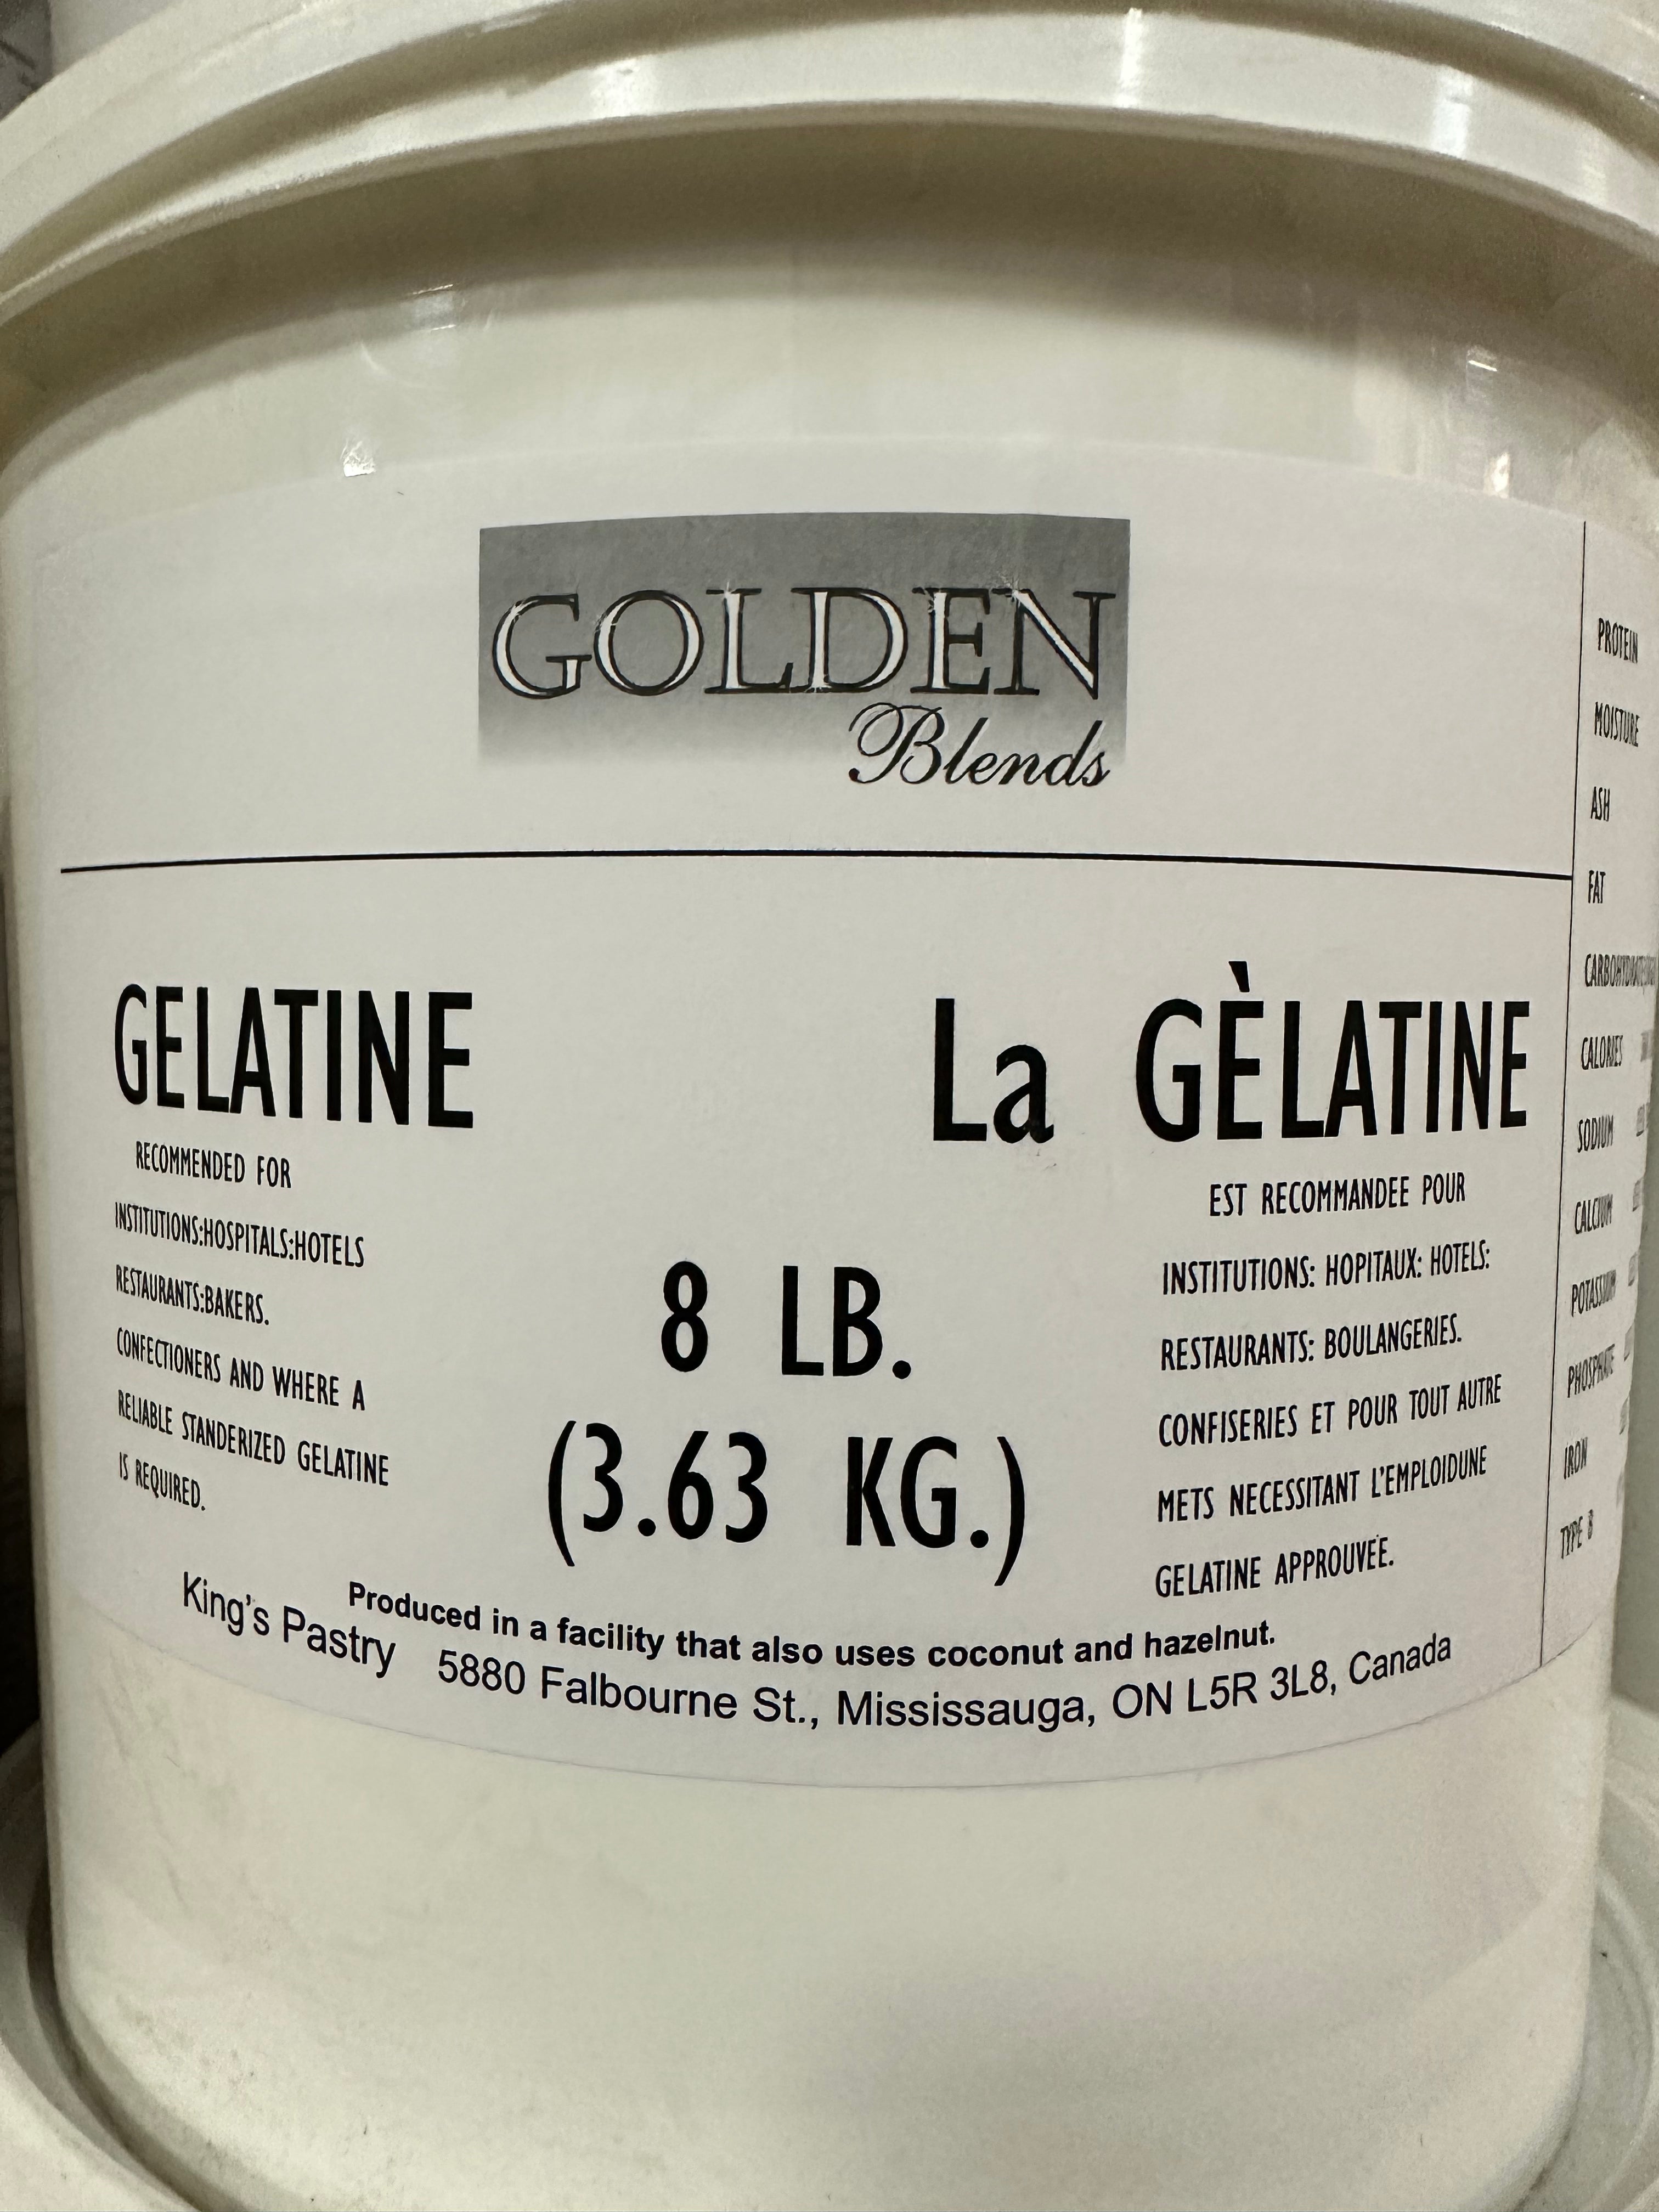 GOLDEN
Blends
GELATINE
RECOMMENDED FOR
INSTITUTIONS:HOSPITALS:HOTELS
RESTAURANTS:BAKERS.
CONFECTIONERS AND WHERE A
RELIABLE STANDERIZED GELATINE
IS REQUIRED.
8 LB.
(3.63 KG.)
La GÈLATINE
EST RECOMMANDEE POUR
INSTITUTIONS: HOPITAUX: HOTELS:
RESTAURANTS: BOULANGERIES.
CONFISERIES ET POUR TOUT AUTRE
METS NECESSITANT L'EMPLOIDUNE
GELATINE APPROUVEE.
Produced in a facility that also uses coconut and hazelnut.
King's Pastry 5880 Falbourne St., Mississauga, ON L5R 3L8, Canada
PROTEIN
MOISTURE
ASH
FAT
CALORIES
SODIUM
CALCIUM
POTASSIUM
PHOSPHATE
IRON
TYPE B